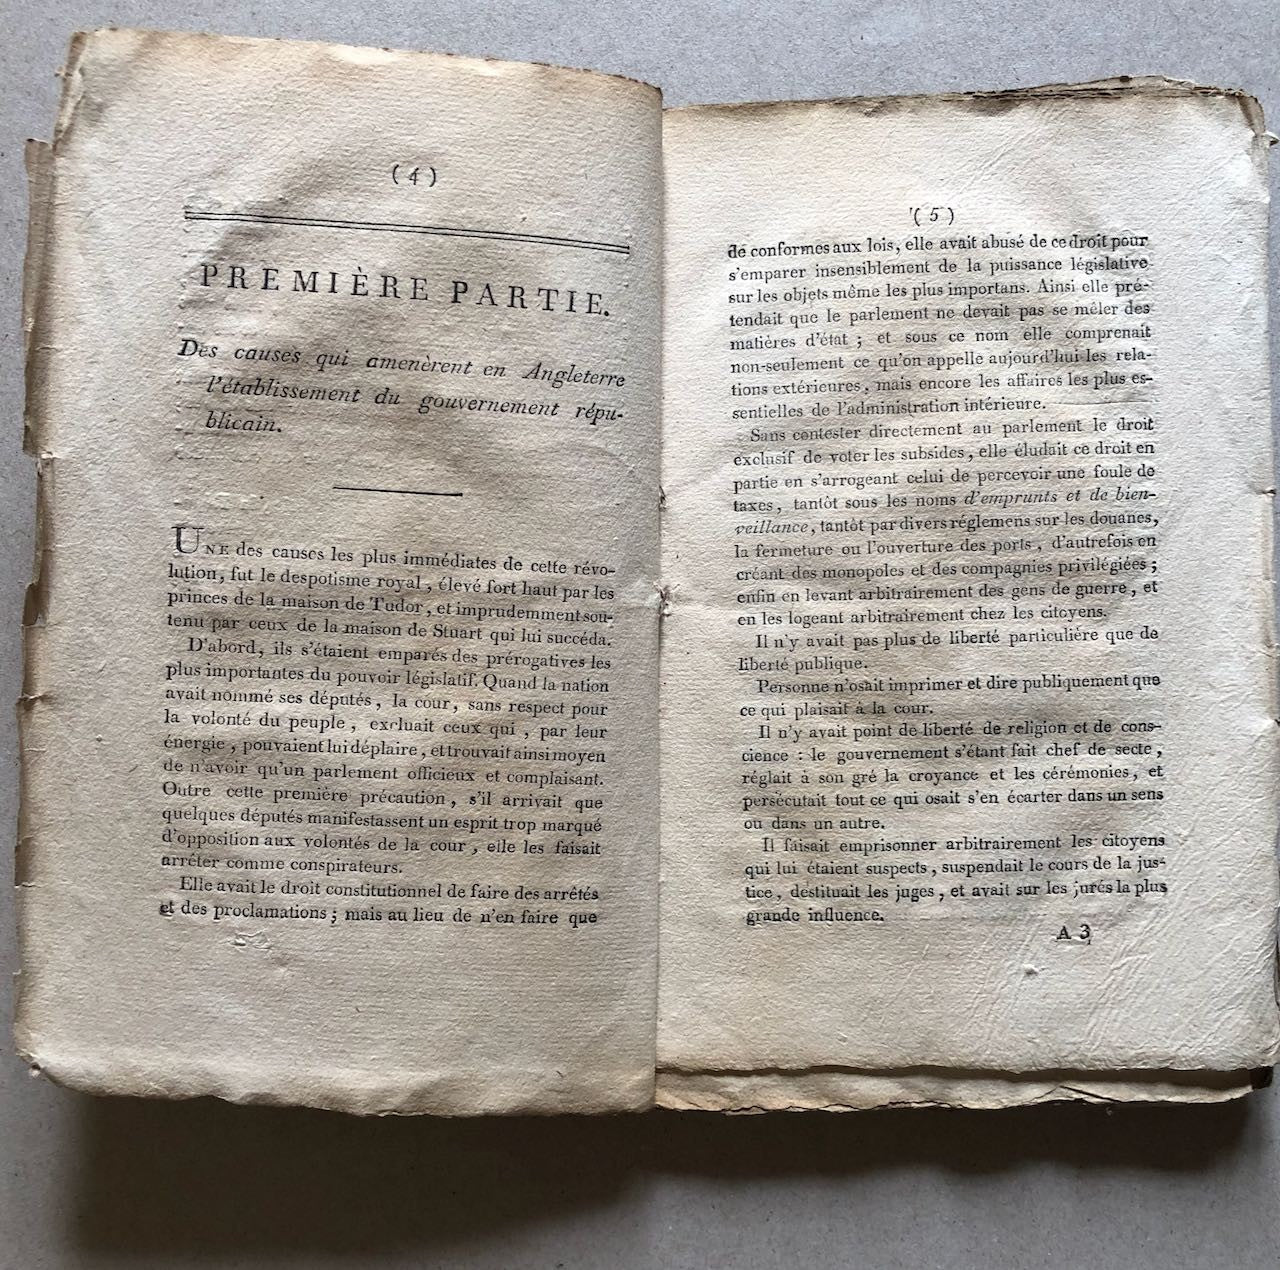 ( 4 )
PREMIÈRE PARTIE.
Des causes qui amenèrent en Angleterre
l'établissement du gouvernement répu-
blicain.
UNE des causes les plus immédiates de cette révo-
lution, fut le despotisme royal, élevé fort haut par les
princes de la maison de Tudor, et imprudemment sou-
tenu par ceux de la maison de Stuart qui lui succéda.
D'abord, ils s'étaient emparés des prérogatives les
plus importantes du pouvoir législatif. Quand la nation
avait nommé ses députés, la cour, sans respect pour
la volonté du peuple, excluait ceux qui, par leur
énergie, pouvaient lui déplaire, et trouvait ainsi moyen
de n'avoir qu'un parlement officieux et complaisant.
Outre cette première précaution, s'il arrivait que
quelques députés manifestassent un esprit trop marqué
d'opposition aux volontés de la cour, elle les faisait
arrêter comme conspirateurs.
Elle avait le droit constitutionnel de faire des arrêtés
et des proclamations; mais au lieu de n'en faire que
( 5 )
de conformes aux lois, elle avait abusé de ce droit pour
s'emparer insensiblement de la puissance législative
sur les objets même les plus importans. Ainsi elle pré-
tendait que le parlement ne devait pas se mêler des
matières d'état; et sous ce nom elle comprenait
non-seulement ce qu'on appelle aujourd'hui les rela-
tions extérieures, mais encore les affaires les plus es-
sentielles de l'administration intérieure.
Sans contester directement au parlement le droit
exclusif de voter les subsides, elle éludait ce droit en
partie en s'arrogeant celui de percevoir une foule de
taxes, tantôt sous les noms d'emprunts et de bien-
veillance, tantôt par divers réglemens sur les douanes,
la fermeture ou l'ouverture des ports, d'autrefois en
créant des monopoles et des compagnies privilégiées;
enfin en levant arbitrairement des gens de guerre, et
en les logeant arbitrairement chez les citoyens.
Il n'y avait pas plus de liberté particulière que de
liberté publique.
Personne n'osait imprimer et dire publiquement que
ce qui plaisait à la cour.
Il n'y avait point de liberté de religion et de cons-
cience : le gouvernement s'étant fait chef de secte,
réglait à son gré la croyance et les cérémonies, et
persécutait tout ce qui osait s'en écarter dans un sens
ou dans un autre.
Il faisait emprisonner arbitrairement les citoyens
qui lui étaient suspects, suspendait le cours de la jus-
tice, destituait les juges, et avait sur les jurés la plus
grande influence.
A 3